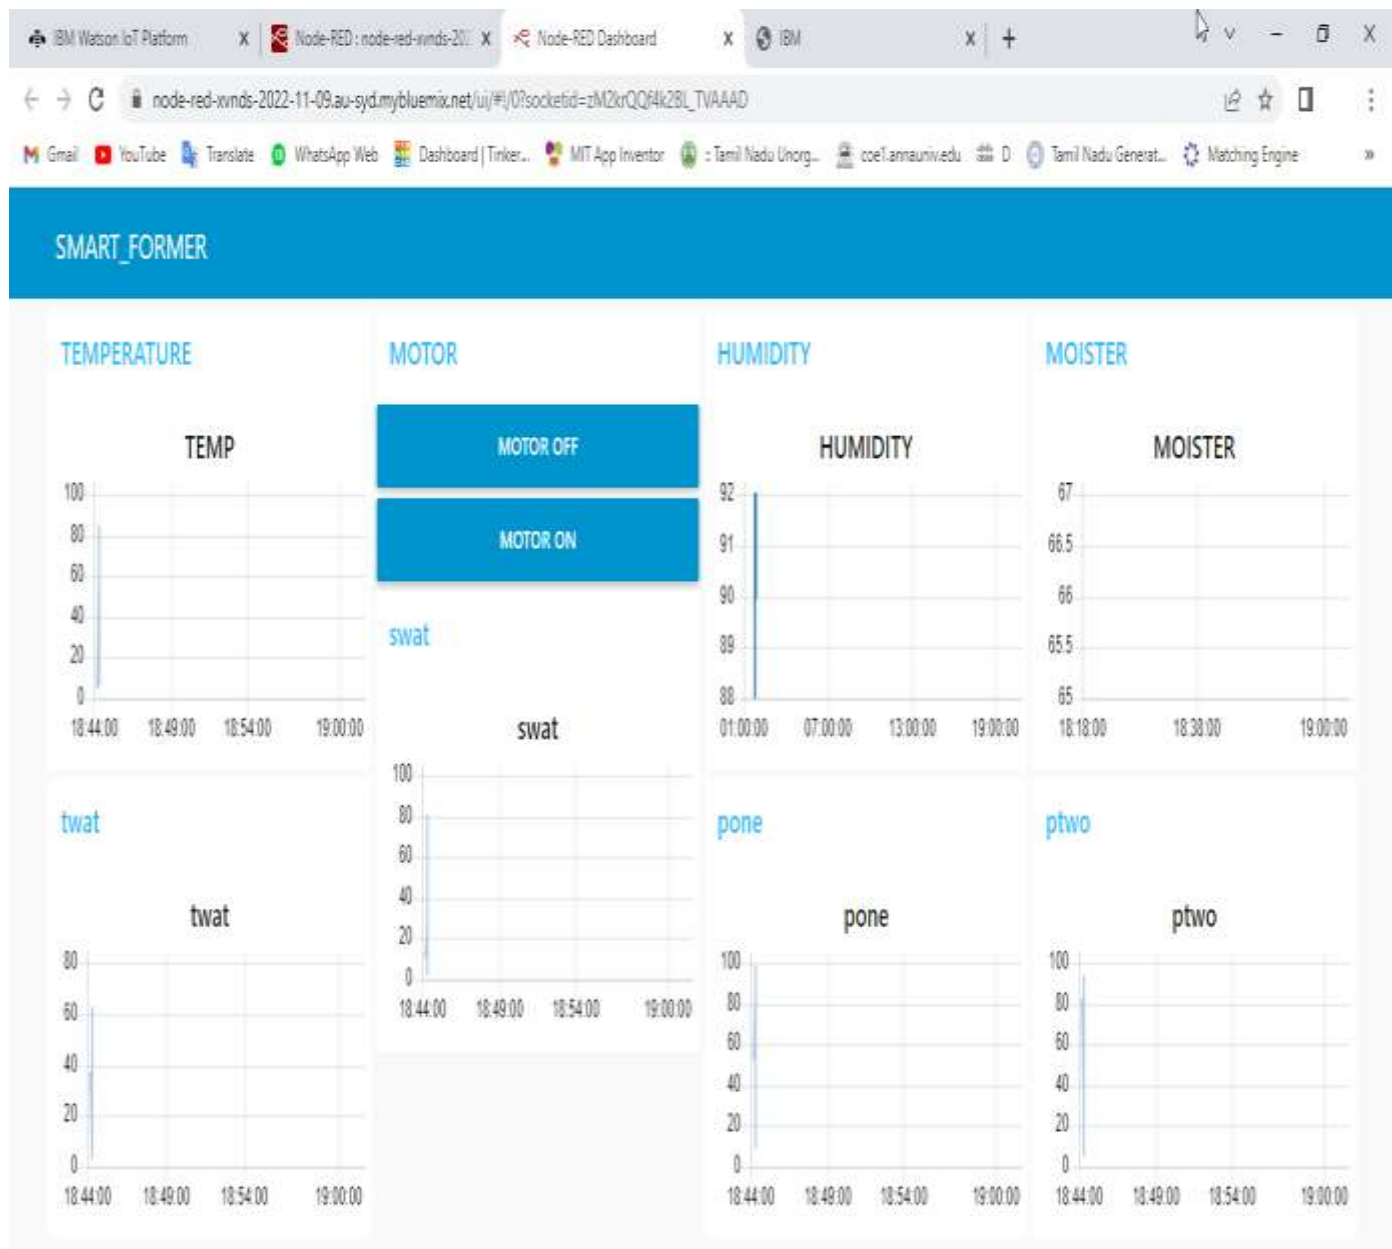 IBM Watson IoT Platform X Node-RED : node-red-xvnds-20 X Node-RED Dashboard X IBM X +
node-red-xvnds-2022-11-09.au-syd.mybluemix.net/ui/#!/0?socketid=zM2krQQf4k2BL_TVAAAD
Gmail YouTube Translate WhatsApp Web Dashboard | Tinker... MIT App Inventor : Tamil Nadu Unorg... coe1.annauniv.edu D Tamil Nadu Generat... Matching Engine »
SMART_FORMER
TEMPERATURE
TEMP
100
80
60
40
20
0
18:44:00 18:49:00 18:54:00 19:00:00
MOTOR
MOTOR OFF
MOTOR ON
HUMIDITY
HUMIDITY
92
91
90
89
88
01:00:00 07:00:00 13:00:00 19:00:00
MOISTER
MOISTER
67
66.5
66
65.5
65
18:18:00 18:38:00 19:00:00
swat
swat
100
80
60
40
20
0
18:44:00 18:49:00 18:54:00 19:00:00
twat
twat
80
60
40
20
0
18:44:00 18:49:00 18:54:00 19:00:00
pone
pone
100
80
60
40
20
0
18:44:00 18:49:00 18:54:00 19:00:00
ptwo
ptwo
100
80
60
40
20
0
18:44:00 18:49:00 18:54:00 19:00:00